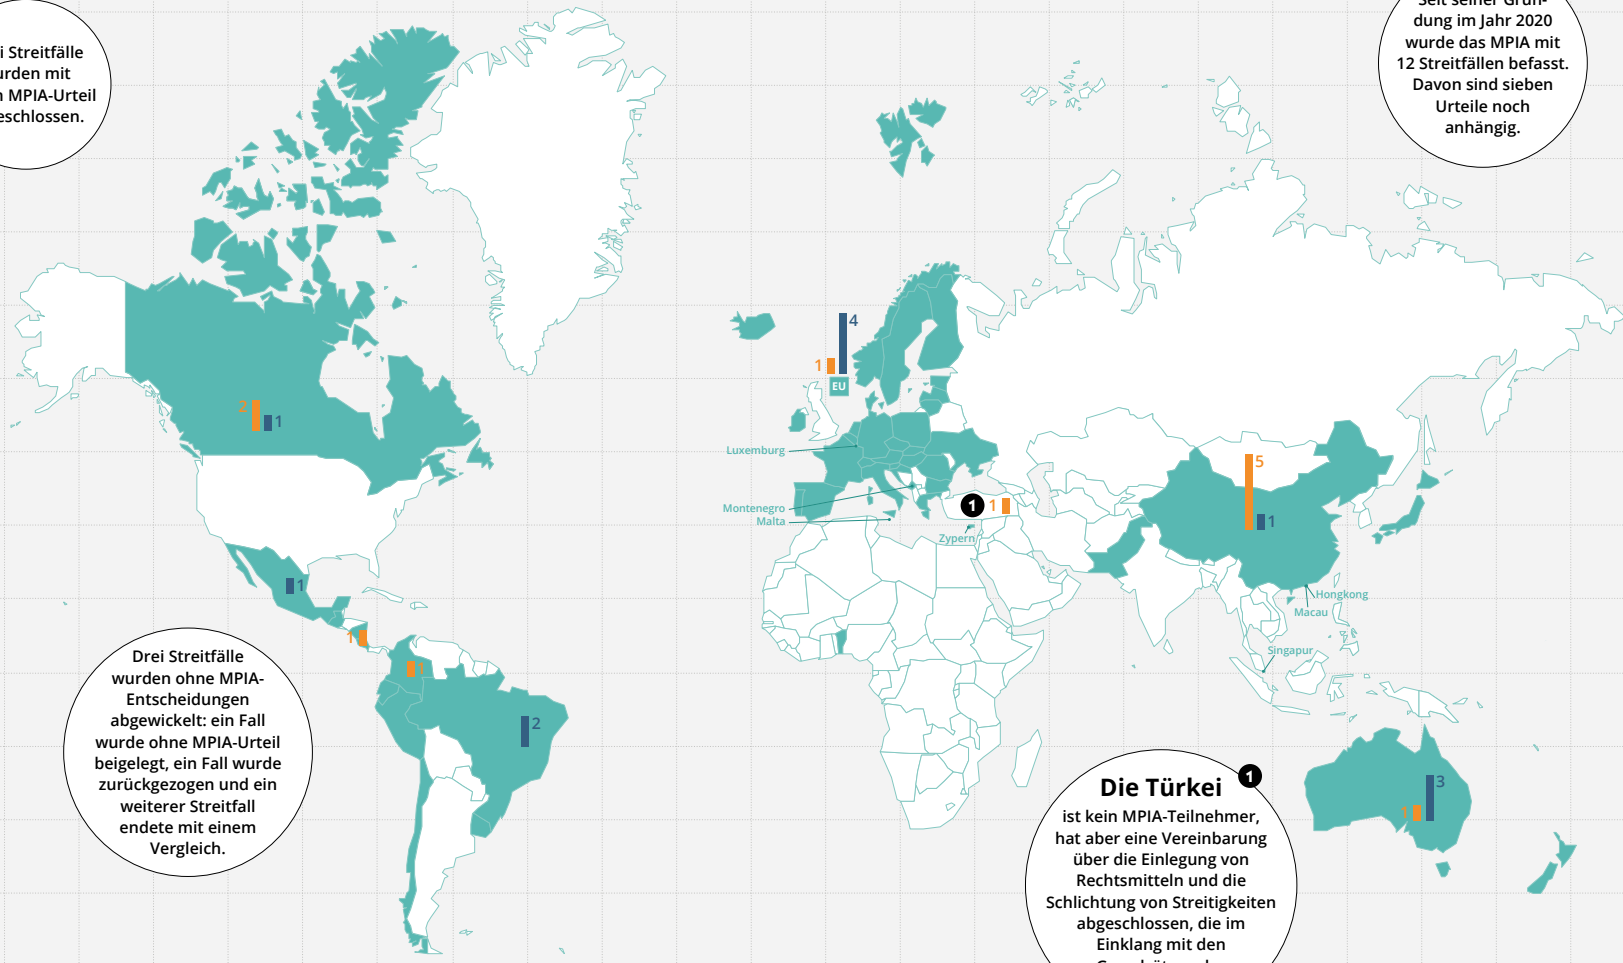 Streitfälle
mit
MPIA-Urteil
Seit seiner
dung im Jahr 2020
wurde das MPIA mit
12 Streitfällen befasst.
Davon sind sieben
Urteile noch
anhängig.
4
1
EU
2
1
Luxemburg
5
1
Montenegro
Malta
1
1
Zypern
1
Hongkong
Macau
1
Singapur
1
2
Drei Streitfälle
wurden ohne MPIA-
Entscheidungen
abgewickelt: ein Fall
wurde ohne MPIA-Urteil
beigelegt, ein Fall wurde
zurückgezogen und ein
weiterer Streitfall
endete mit einem
Vergleich.
3
1
Die Türkei
1
ist kein MPIA-Teilnehmer,
hat aber eine Vereinbarung
über die Einlegung von
Rechtsmitteln und die
Schlichtung von Streitigkeiten
abgeschlossen, die im
Einklang mit den